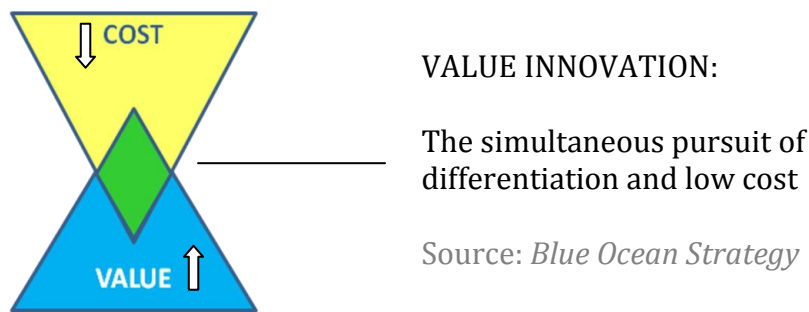 COST
VALUE
VALUE INNOVATION:
The simultaneous pursuit of
differentiation and low cost
Source: Blue Ocean Strategy